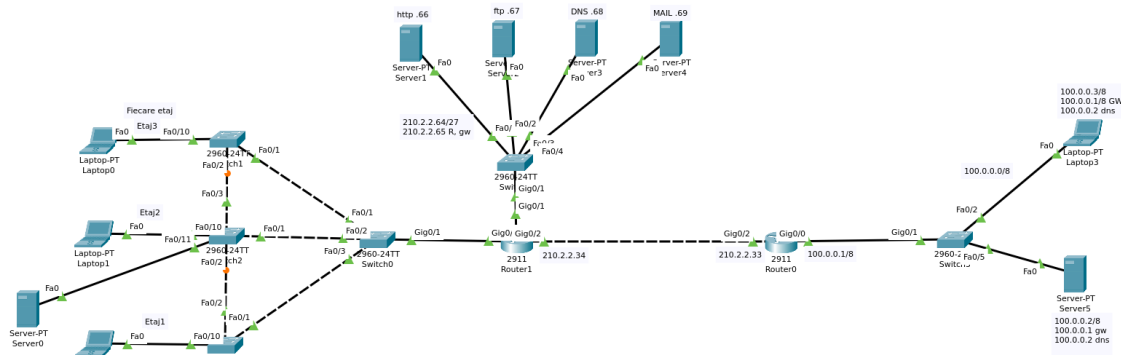 http .66
ftp .67
DNS .68
MAIL .69
Fa0
Fa0
Fa0
Fa0
Server-PT
Server1
Server-PT
Server-PT
210.2.2.64/27
210.2.2.65 R, gw
Fa0/2
Fa0/4
2960-24TT
Gig0/1
Gig0/1
Fiecare etaj
Etaj3
Fa0
Fa0/10
Laptop-PT
Laptop0
2960-24TT
Fa0/1
Fa0/2
Fa0/3
Etaj2
Fa0
Fa0/10
Fa0/11
Laptop-PT
Laptop1
2960-24TT
Fa0/1
Fa0/2
Fa0/1
Fa0/2
Fa0/3
2960-24TT
Switch0
Gig0/1
Gig0/2
2911
Router1
210.2.2.34
Gig0/2
Gig0/0
210.2.2.33
2911
Router0
100.0.0.1/8
Gig0/1
Fa0/2
Fa0/5
100.0.0.0/8
100.0.0.3/8
100.0.0.1/8 GW
100.0.0.2 dns
Fa0
Laptop-PT
Laptop3
Fa0
Server-PT
Server5
100.0.0.2/8
100.0.0.1 gw
100.0.0.2 dns
Fa0
Server-PT
Server0
Fa0/2
Fa0/1
Etaj1
Fa0
Fa0/10